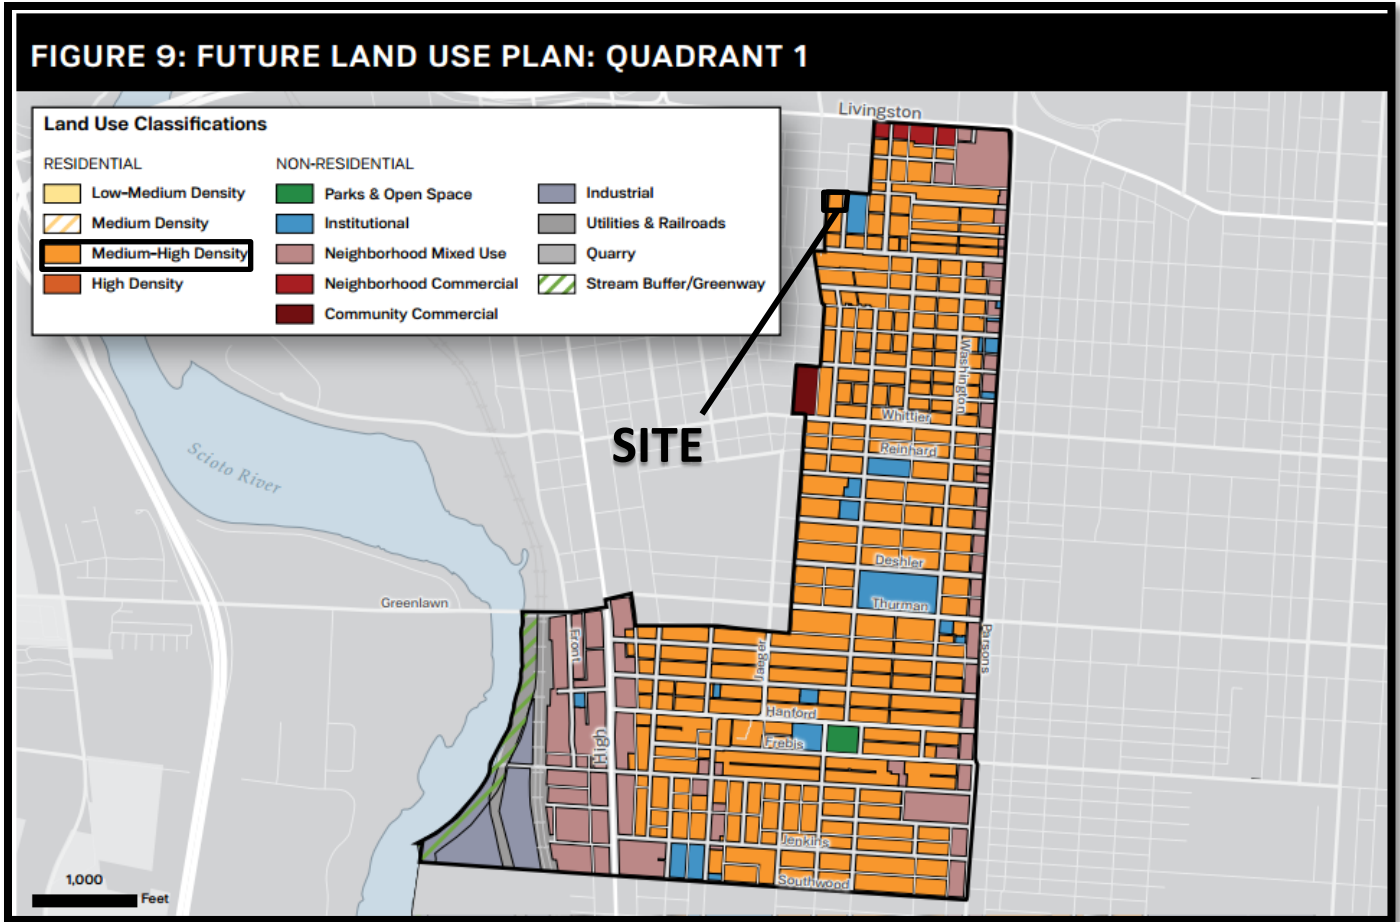 FIGURE 9: FUTURE LAND USE PLAN: QUADRANT 1
Livingston
Land Use Classifications
RESIDENTIAL
Low-Medium Density
Medium Density
Medium-High Density
High Density
NON-RESIDENTIAL
Parks & Open Space
Institutional
Neighborhood Mixed Use
Neighborhood Commercial
Community Commercial
Industrial
Utilities & Railroads
Quarry
Stream Buffer/Greenway
Washington
Whittier
SITE
Reinhard
Scioto River
Deshler
Thurman
Greenlawn
Front
Jaeger
Parsons
Hanford
High
Frebis
Jenkins
Southwood
1,000
Feet